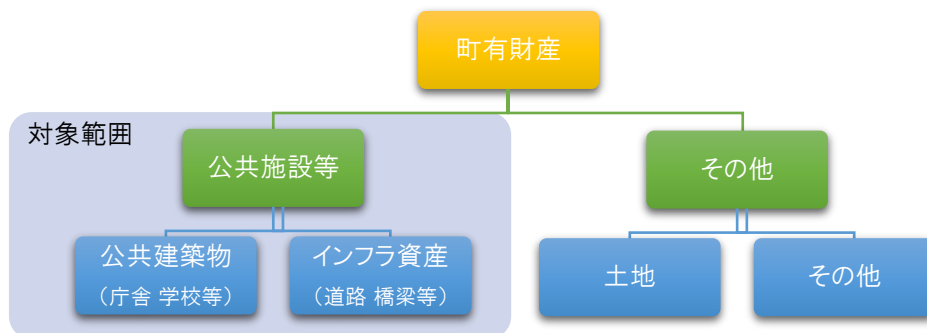 町有財産
対象範囲
公共施設等
その他
公共建築物
（庁舎 学校等）
インフラ資産
（道路 橋梁等）
土地
その他